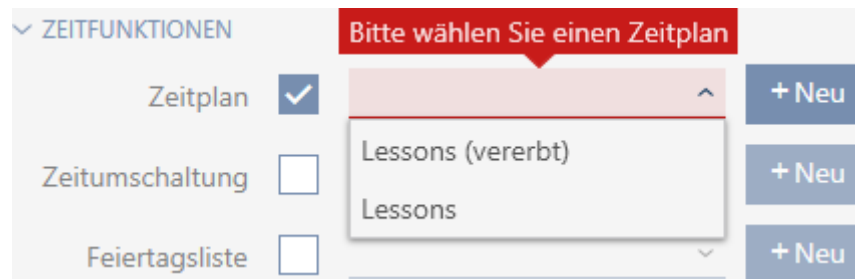 ZEITFUNKTIONEN
Bitte wählen Sie einen Zeitplan
Zeitplan
+ Neu
Lessons (vererbt)
Zeitumschaltung
+ Neu
Lessons
Feiertagsliste
+ Neu